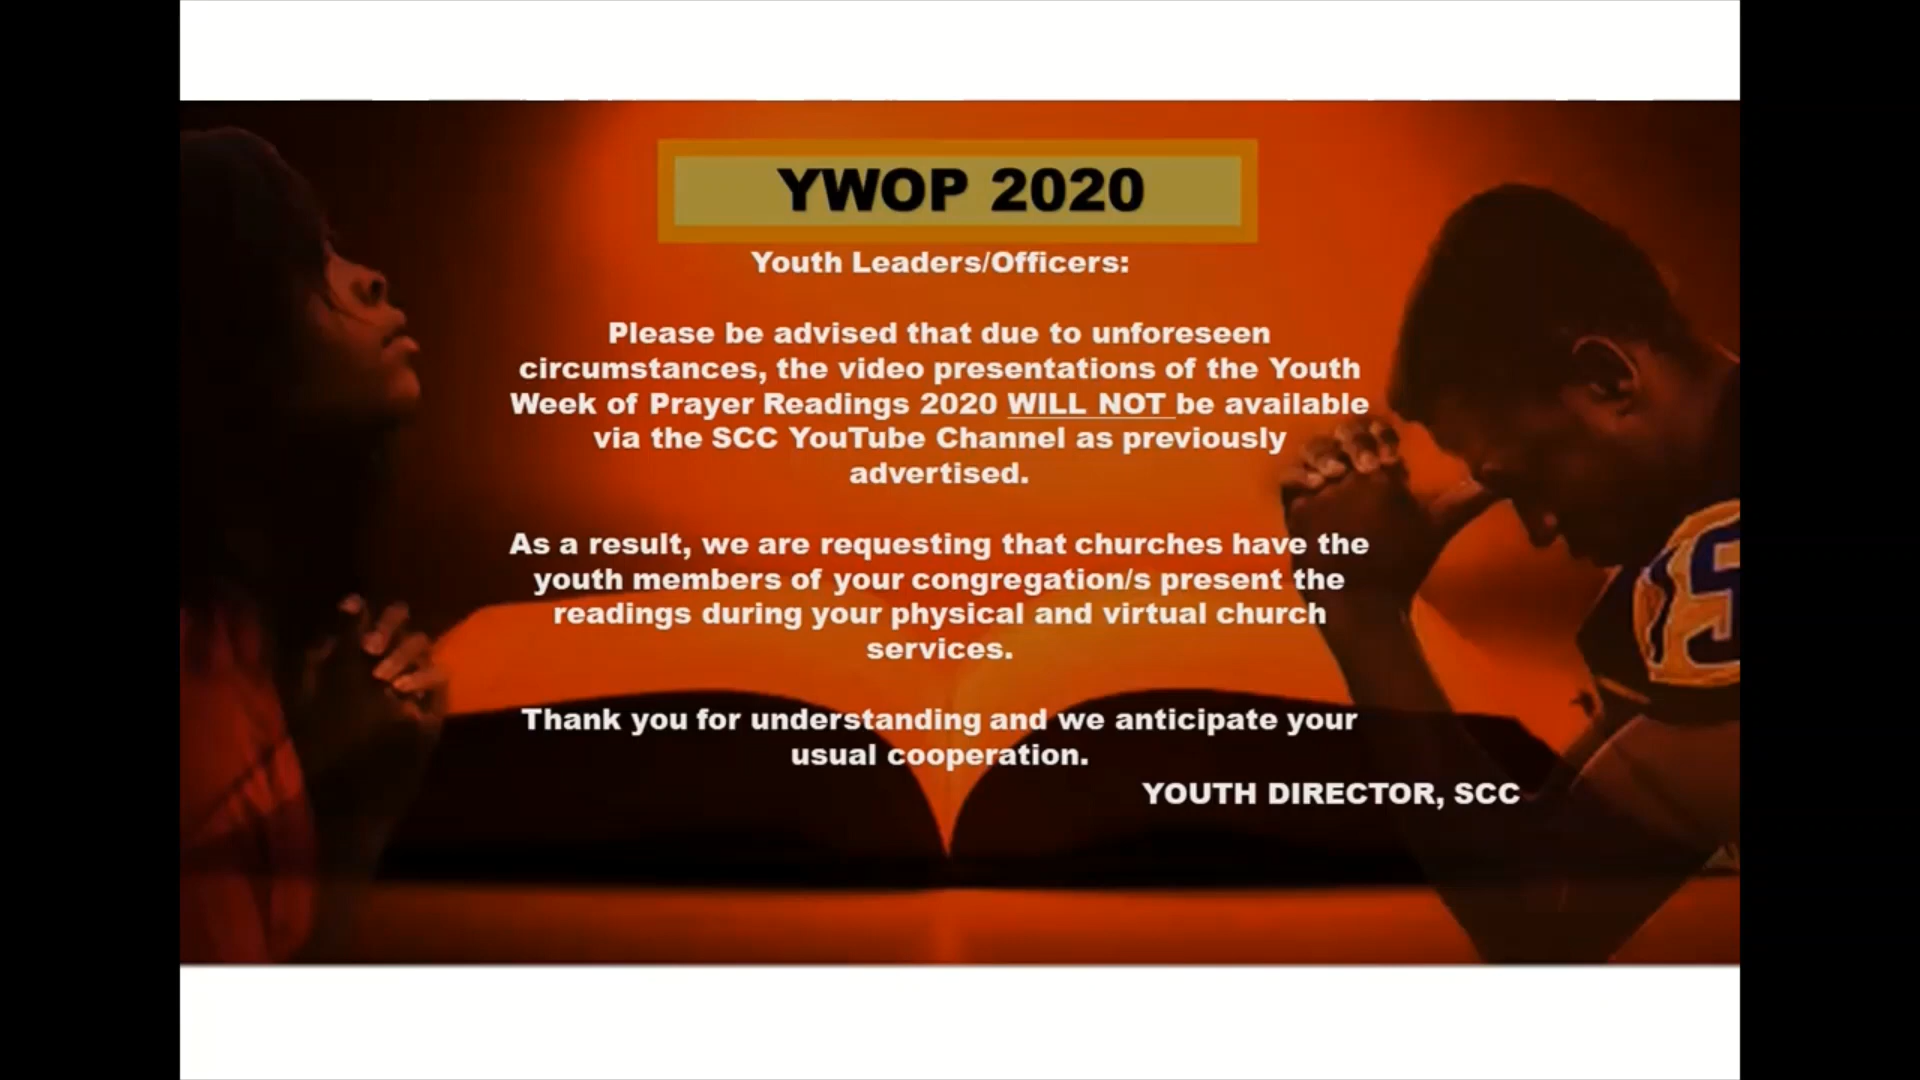 YWOP 2020
Youth Leaders/Officers:
Please be advised that due to unforeseen
circumstances, the video presentations of the Youth
Week of Prayer Readings 2020 WILL NOT be available
via the SCC YouTube Channel as previously
advertised.
As a result, we are requesting that churches have the
youth members of your congregation/s present the
readings during your physical and virtual church
services.
Thank you for understanding and we anticipate your
usual cooperation.
YOUTH DIRECTOR, SCC